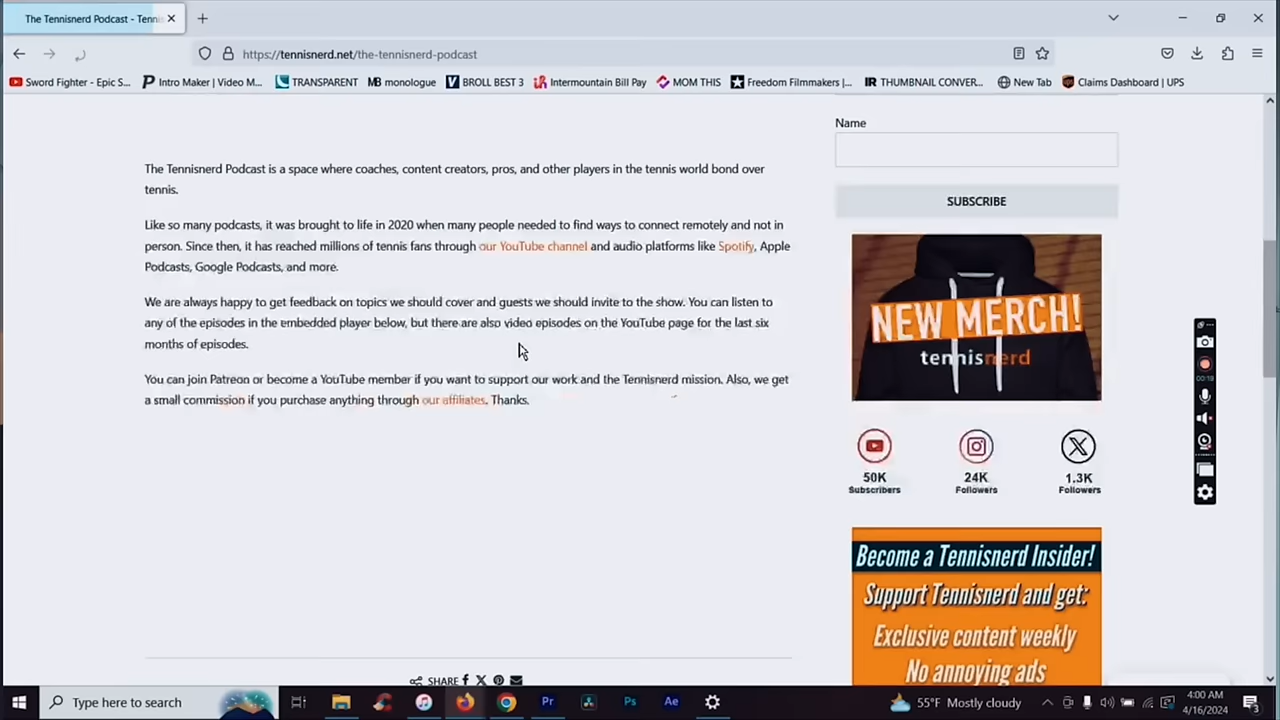 The Tennisnerd Podcast - Tenni
https://tennisnerd.net/the-tennisnerd-podcast
Sword Fighter - Epic S...
Intro Maker | Video M...
TRANSPARENT
MB monologue
BROLL BEST 3
Intermountain Bill Pay
MOM THIS
Freedom Filmmakers |...
IR THUMBNAIL CONVER...
New Tab
Claims Dashboard | UPS
The Tennisnerd Podcast is a space where coaches, content creators, pros, and other players in the tennis world bond over
tennis.
Like so many podcasts, it was brought to life in 2020 when many people needed to find ways to connect remotely and not in
person. Since then, it has reached millions of tennis fans through our YouTube channel and audio platforms like Spotify, Apple
Podcasts, Google Podcasts, and more.
We are always happy to get feedback on topics we should cover and guests we should invite to the show. You can listen to
any of the episodes in the embedded player below, but there are also video episodes on the YouTube page for the last six
months of episodes.
You can join Patreon or become a YouTube member if you want to support our work and the Tennisnerd mission. Also, we get
a small commission if you purchase anything through our affiliates. Thanks.
SHARE
Name
SUBSCRIBE
NEW MERCH!
tennisnerd
50K
Subscribers
24K
Followers
1.3K
Followers
Become a Tennisnerd Insider!
Support Tennisnerd and get:
Exclusive content weekly
No annoying ads
00:19
Type here to search
Pr
Ps
Ae
55°F Mostly cloudy
4:00 AM
4/16/2024
3